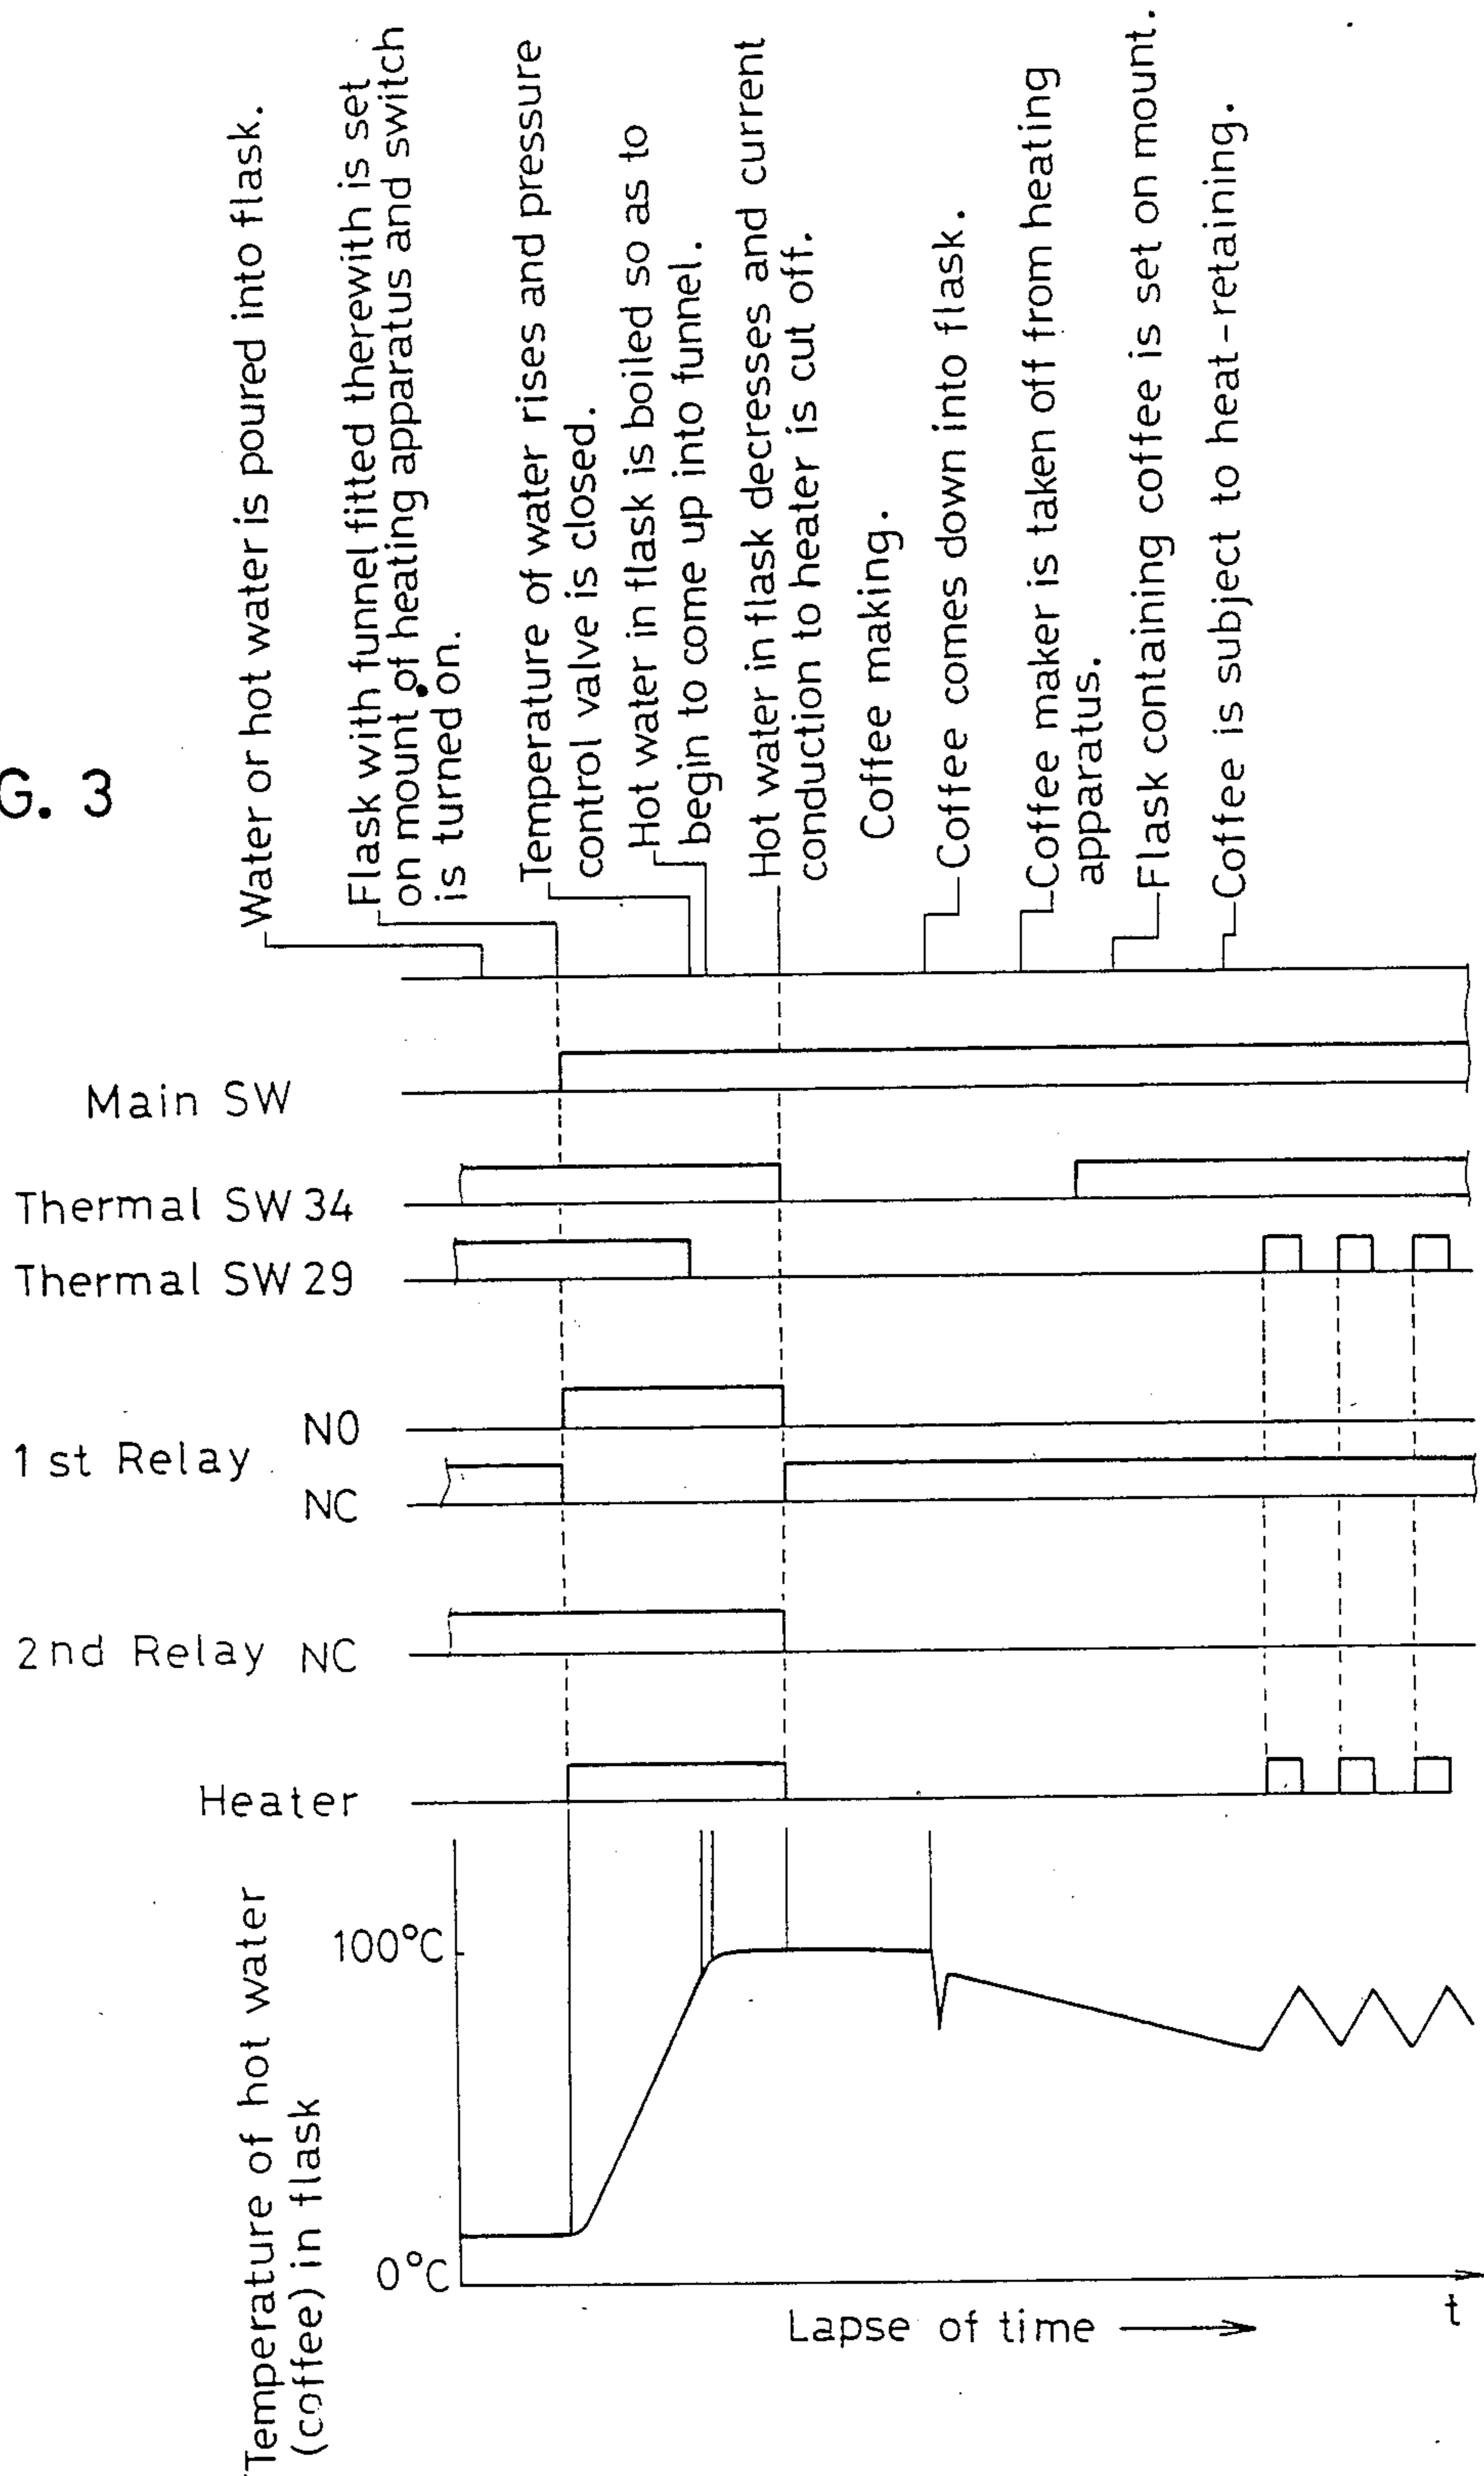 G. 3
Water or hot water is poured into flask.
Flask with funnel fitted therewith is set
on mount of heating apparatus and switch
is turned on.
Temperature of water rises and pressure
control valve is closed.
Hot water in flask is boiled so as to
begin to come up into funnel.
Hot water in flask decresses and current
conduction to heater is cut off.
Coffee making.
Coffee comes down into flask.
Coffee maker is taken off from heating
apparatus.
Flask containing coffee is set on mount.
Coffee is subject to heat-retaining.
Main SW
Thermal SW 34
Thermal SW 29
1st Relay
NO
NC
2nd Relay NC
Heater
Temperature of hot water
(coffee) in flask
100°C
0°C
Lapse of time
t